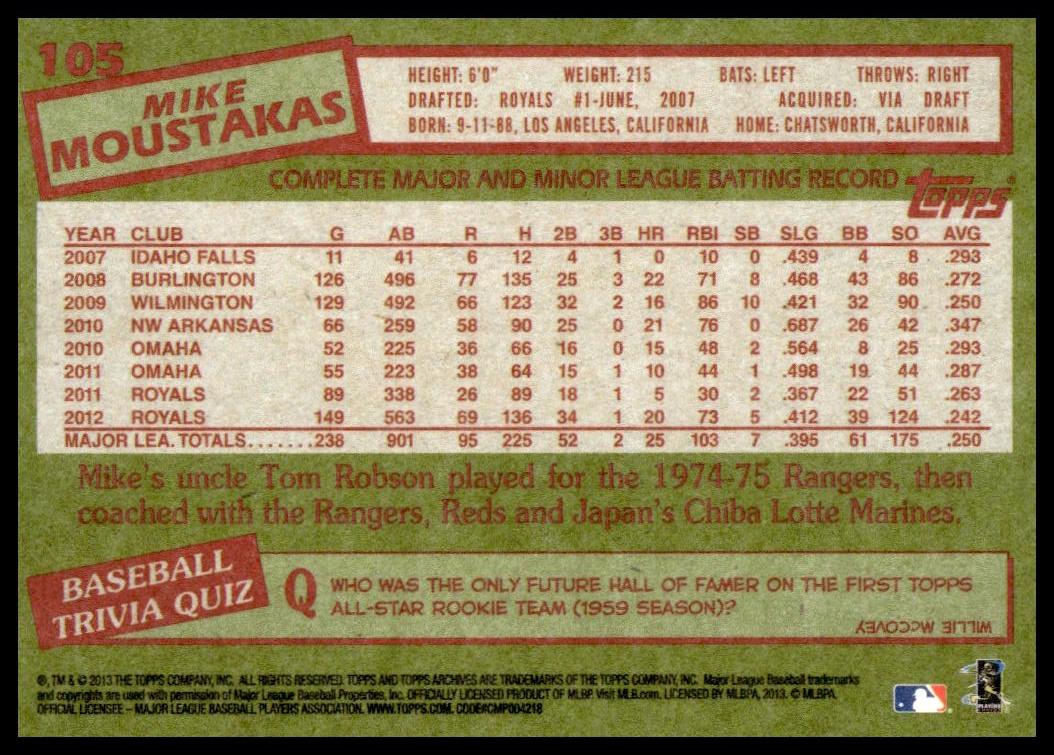 105
MIKE
MOUSTAKAS
HEIGHT: 6'0" WEIGHT: 215 BATS: LEFT THROWS: RIGHT
DRAFTED: ROYALS #1-JUNE, 2007 ACQUIRED: VIA DRAFT
BORN: 9-11-88, LOS ANGELES, CALIFORNIA HOME: CHATSWORTH, CALIFORNIA
COMPLETE MAJOR AND MINOR LEAGUE BATTING RECORD
Topps®
YEAR CLUB G AB R H 2B 3B HR RBI SB SLG BB SO AVG
2007 IDAHO FALLS 11 41 6 12 4 1 0 10 0 .439 4 8 .293
2008 BURLINGTON 126 496 77 135 25 3 22 71 8 .468 43 86 .272
2009 WILMINGTON 129 492 66 123 32 2 16 86 10 .421 32 90 .250
2010 NW ARKANSAS 66 259 58 90 25 0 21 76 0 .687 26 42 .347
2010 OMAHA 52 225 36 66 16 0 15 48 2 .564 8 25 .293
2011 OMAHA 55 223 38 64 15 1 10 44 1 .498 19 44 .287
2011 ROYALS 89 338 26 89 18 1 5 30 2 .367 22 51 .263
2012 ROYALS 149 563 69 136 34 1 20 73 5 .412 39 124 .242
MAJOR LEA. TOTALS.......238 901 95 225 52 2 25 103 7 .395 61 175 .250
Mike's uncle Tom Robson played for the 1974-75 Rangers, then
coached with the Rangers, Reds and Japan's Chiba Lotte Marines.
BASEBALL
TRIVIA QUIZ
Q WHO WAS THE ONLY FUTURE HALL OF FAMER ON THE FIRST TOPPS
ALL-STAR ROOKIE TEAM (1959 SEASON)?
WILLIE McCOVEY
®, TM & © 2013 THE TOPPS COMPANY, INC. ALL RIGHTS RESERVED. TOPPS AND TOPPS ARCHIVES ARE TRADEMARKS OF THE TOPPS COMPANY, INC. Major League Baseball trademarks
and copyrights are used with permission of Major League Baseball Properties, Inc. OFFICIALLY LICENSED PRODUCT OF MLBP. Visit MLB.com. LICENSED BY MLBPA, 2013. © MLBPA.
OFFICIAL LICENSEE – MAJOR LEAGUE BASEBALL PLAYERS ASSOCIATION. WWW.TOPPS.COM. CODE#CMP004218